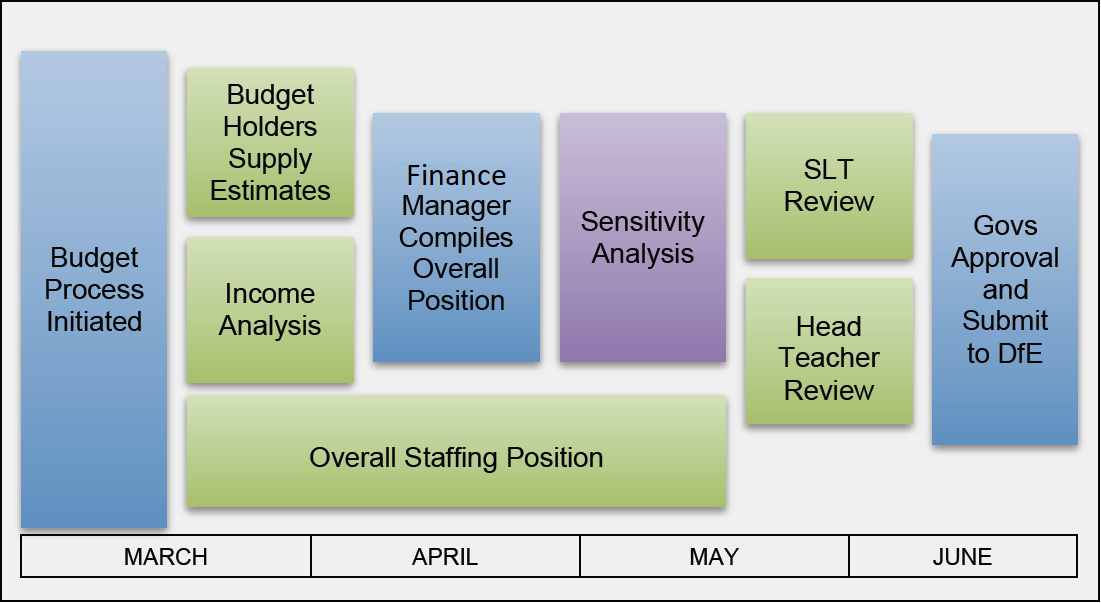 Budget
Process
Initiated
Budget
Holders
Supply
Estimates
Income
Analysis
Finance
Manager
Compiles
Overall
Position
Sensitivity
Analysis
SLT
Review
Head
Teacher
Review
Govs
Approval
and
Submit
to DfE
Overall Staffing Position
MARCH
APRIL
MAY
JUNE